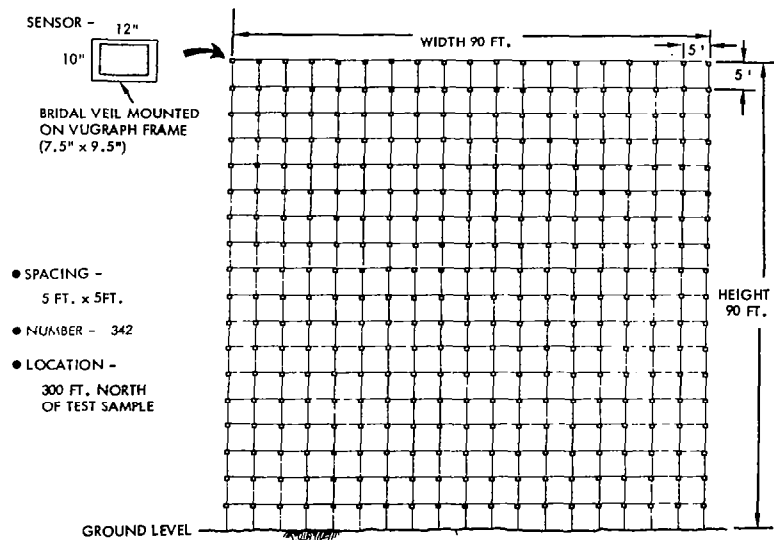 SENSOR -
12"
10"
BRIDAL VEIL MOUNTED
ON VUGRAPH FRAME
(7.5" x 9.5")
WIDTH 90 FT.
5'
5'
● SPACING -
5 FT. x 5FT.
● NUMBER - 342
● LOCATION -
300 FT. NORTH
OF TEST SAMPLE
HEIGHT
90 FT.
GROUND LEVEL